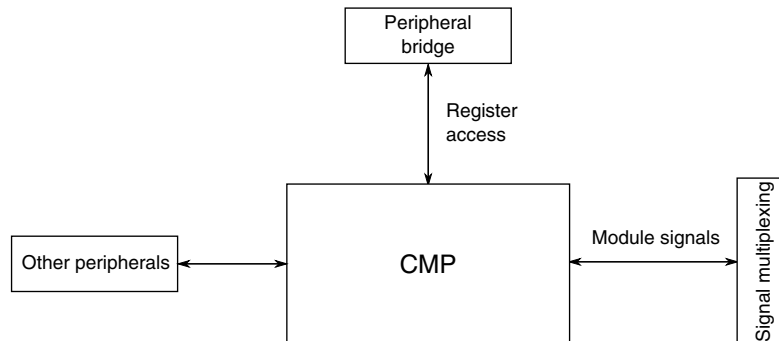 Peripheral
bridge
Register
access
Module signals
Other peripherals
CMP
Signal multiplexing